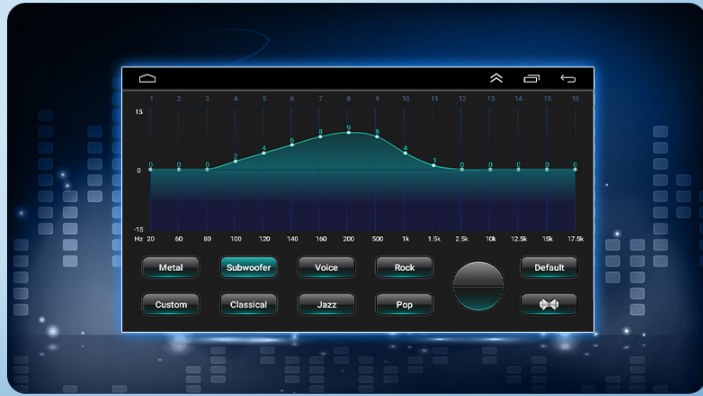 1 2 3 4 5 6 7 8 9 10 11 12 13 14 15 16
15
0 0 0 0 2 4 6 8 9 8 4 1 0 0 0 0 0
-15
Hz 20 60 80 100 120 140 160 200 500 1k 1.5k 2.5k 10k 12.5k 15k 17.5k
Metal Subwoofer Voice Rock Default
Custom Classical Jazz Pop